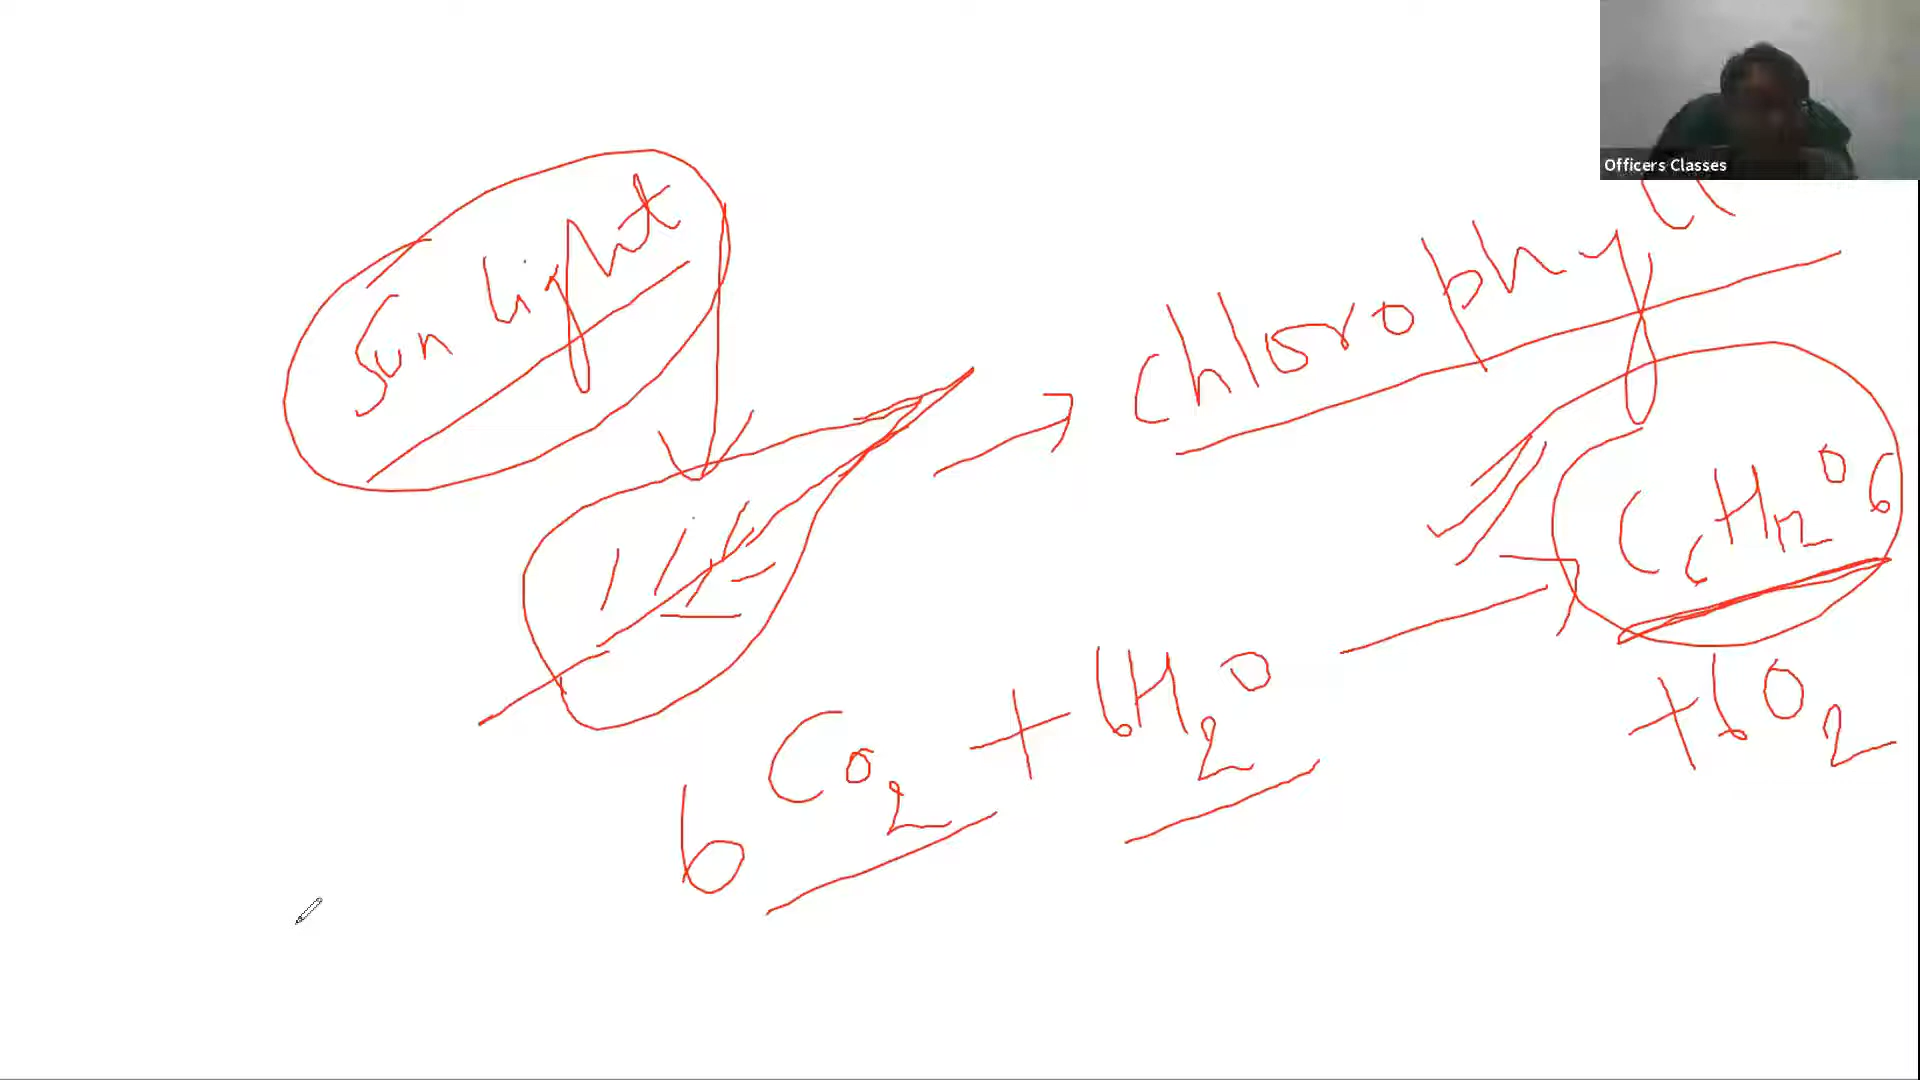 Officers Classes
Sun light
chlorophyll
C6H12O6
6CO2 + 6H2O
+6O2